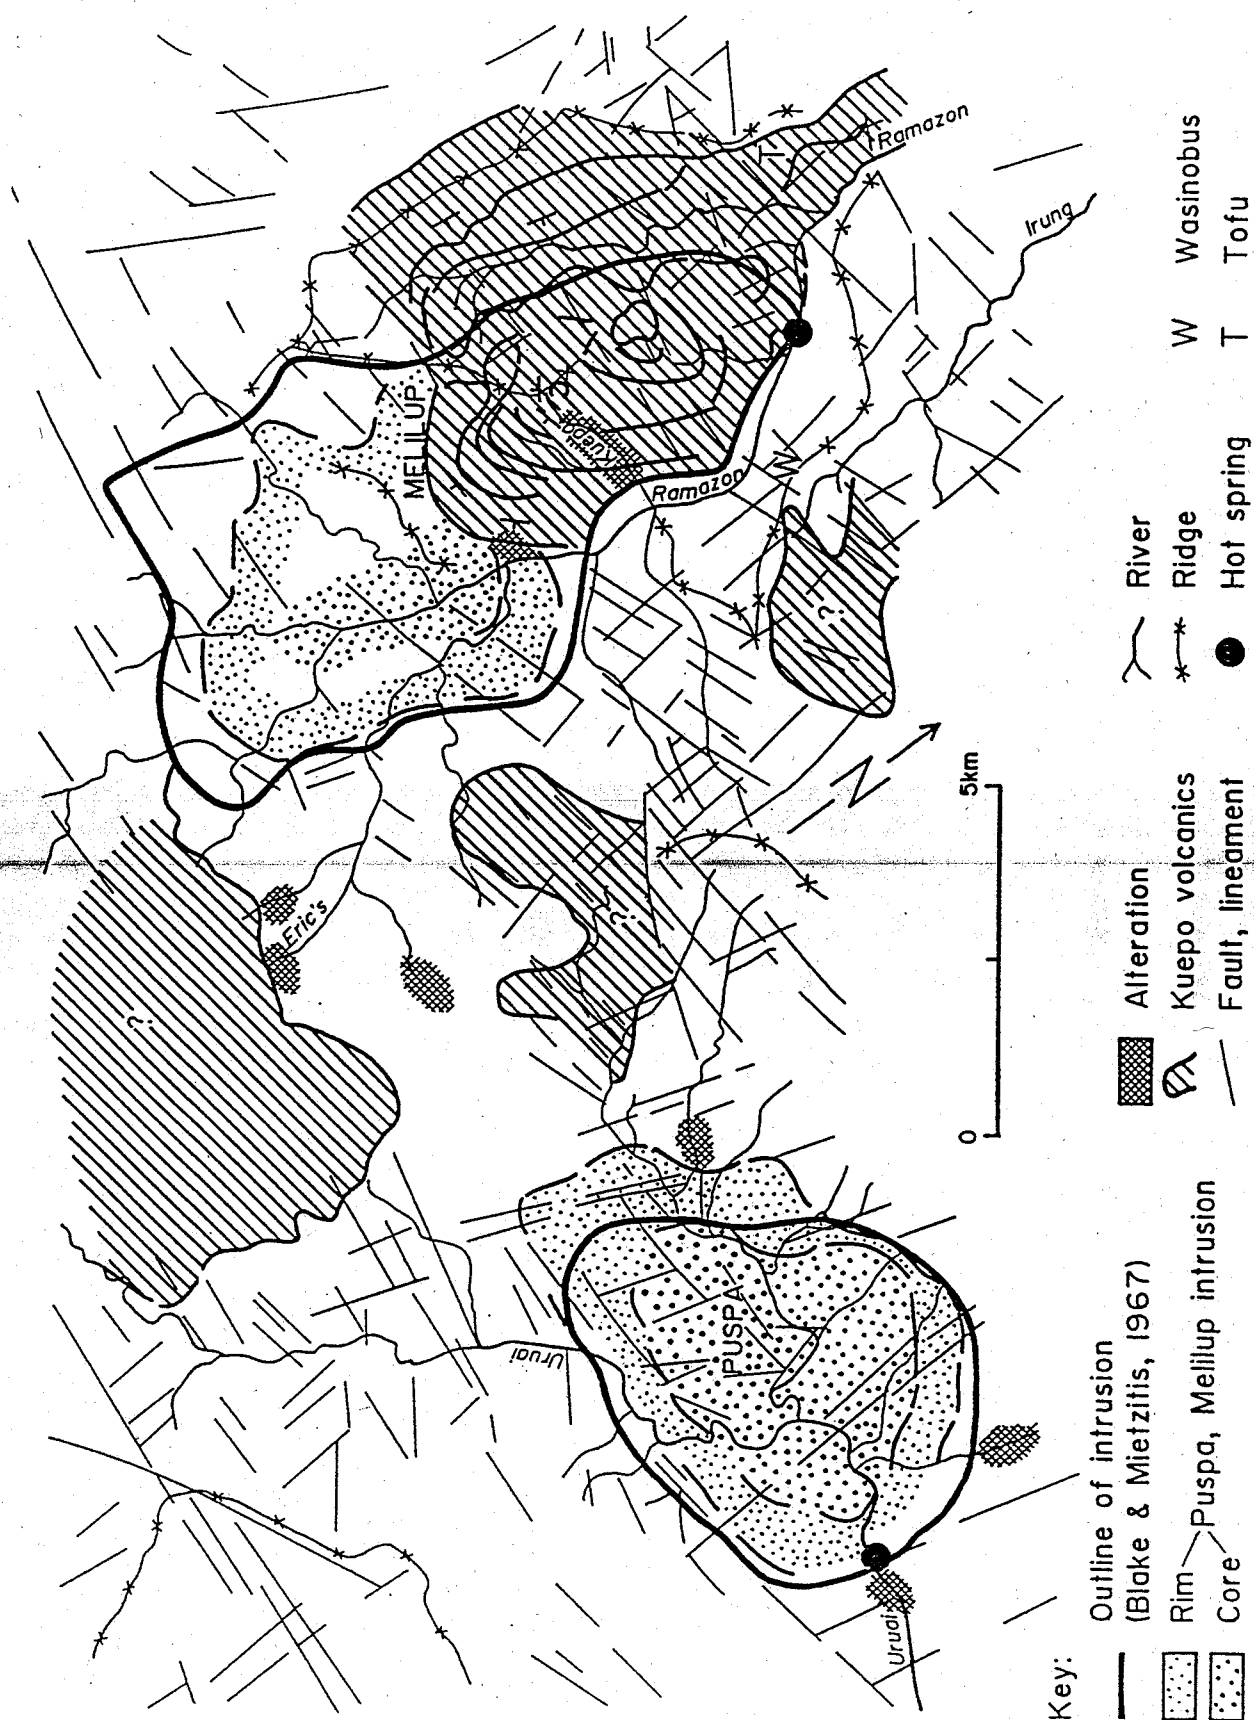 ?
Eric's
MELILUP
K
Kuepo
Uruai
?
Ramazon
T
PUSPA
W
?
Uruai
N
Ramazon
Irung
0 5km
Key:
Outline of intrusion
(Blake & Mietzitis, 1967)
Rim
Puspa, Melilup intrusion
Core
Alteration
Kuepo volcanics
Fault, lineament
River
Ridge
Hot spring
W Wasinobus
T Tofu